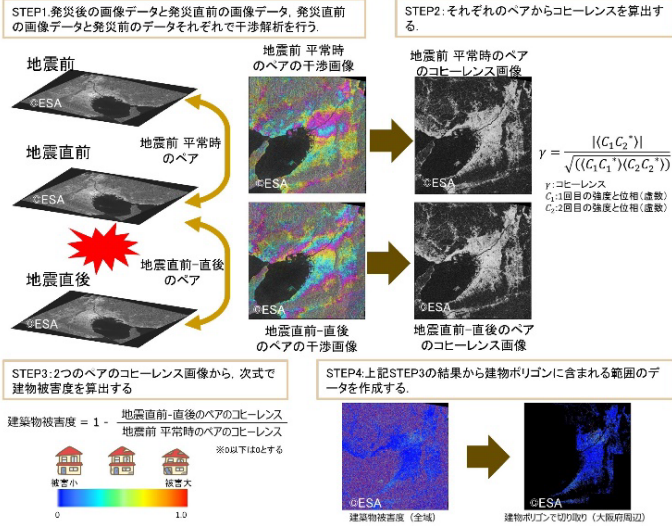 STEP1.発災後の画像データと発災直前の画像データ，発災直前
の画像データと発災前のデータそれぞれで干渉解析を行う.
STEP2:それぞれのペアからコヒーレンスを算出す
る.
地震前
©ESA
地震直前
©ESA
地震直後
©ESA
地震前 平常時の
ペア
地震直前-直後の
ペア
地震前 平常時の
ペアの干渉画像
©ESA
©ESA
地震直前-直後の
ペアの干渉画像
地震前 平常時のペア
のコヒーレンス画像
©ESA
©ESA
地震直前-直後のペア
のコヒーレンス画像
γ = |⟨C₁C₂*⟩| / √(⟨C₁C₁*⟩⟨C₂C₂*⟩)
γ:コヒーレンス
C₁:1回目の強度と位相(虚数)
C₂:2回目の強度と位相(虚数)
STEP3:2つのペアのコヒーレンス画像から，次式で
建物被害度を算出する
建築物被害度 = 1 - 地震直前-直後のペアのコヒーレンス / 地震前 平常時のペアのコヒーレンス
※0以下は0とする
被害小
被害大
0
1.0
STEP4:上記STEP3の結果から建物ポリゴンに含まれる範囲のデ
ータを作成する.
©ESA
©ESA
建築物被害度（全域）
建物ポリゴンで切り取り（大阪府周辺）